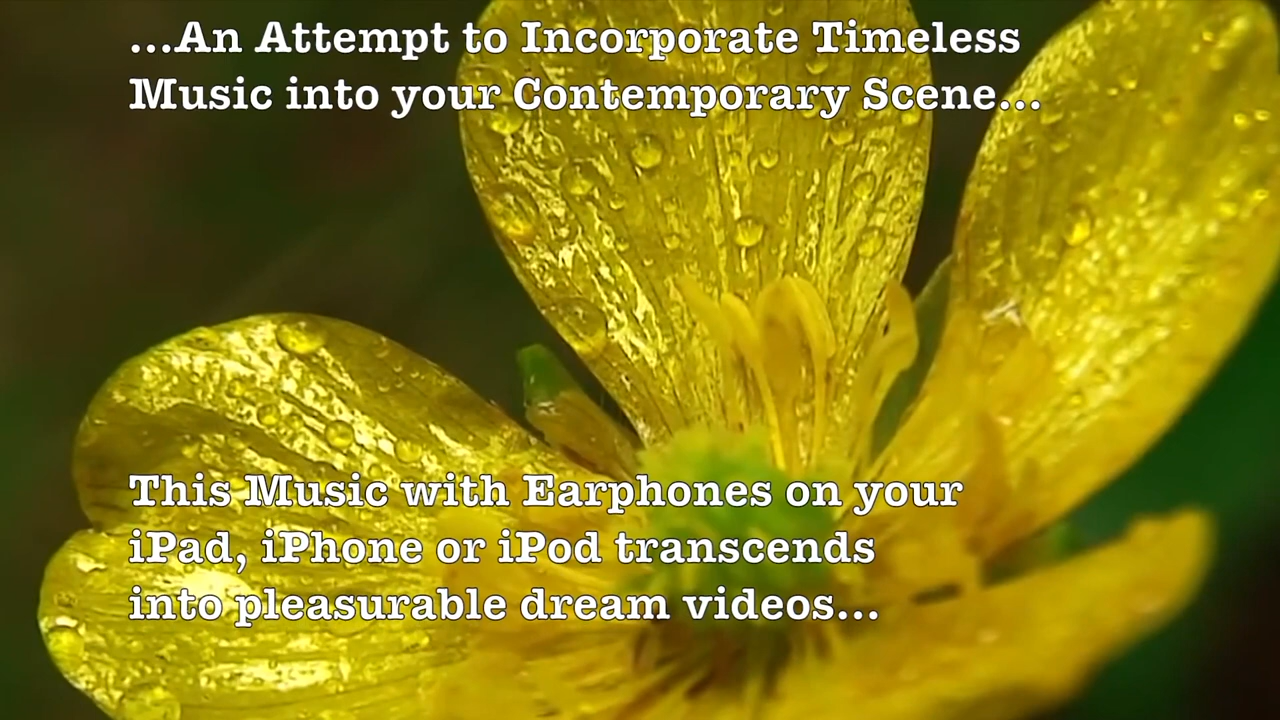 ...An Attempt to Incorporate Timeless
Music into your Contemporary Scene...
This Music with Earphones on your
iPad, iPhone or iPod transcends
into pleasurable dream videos...